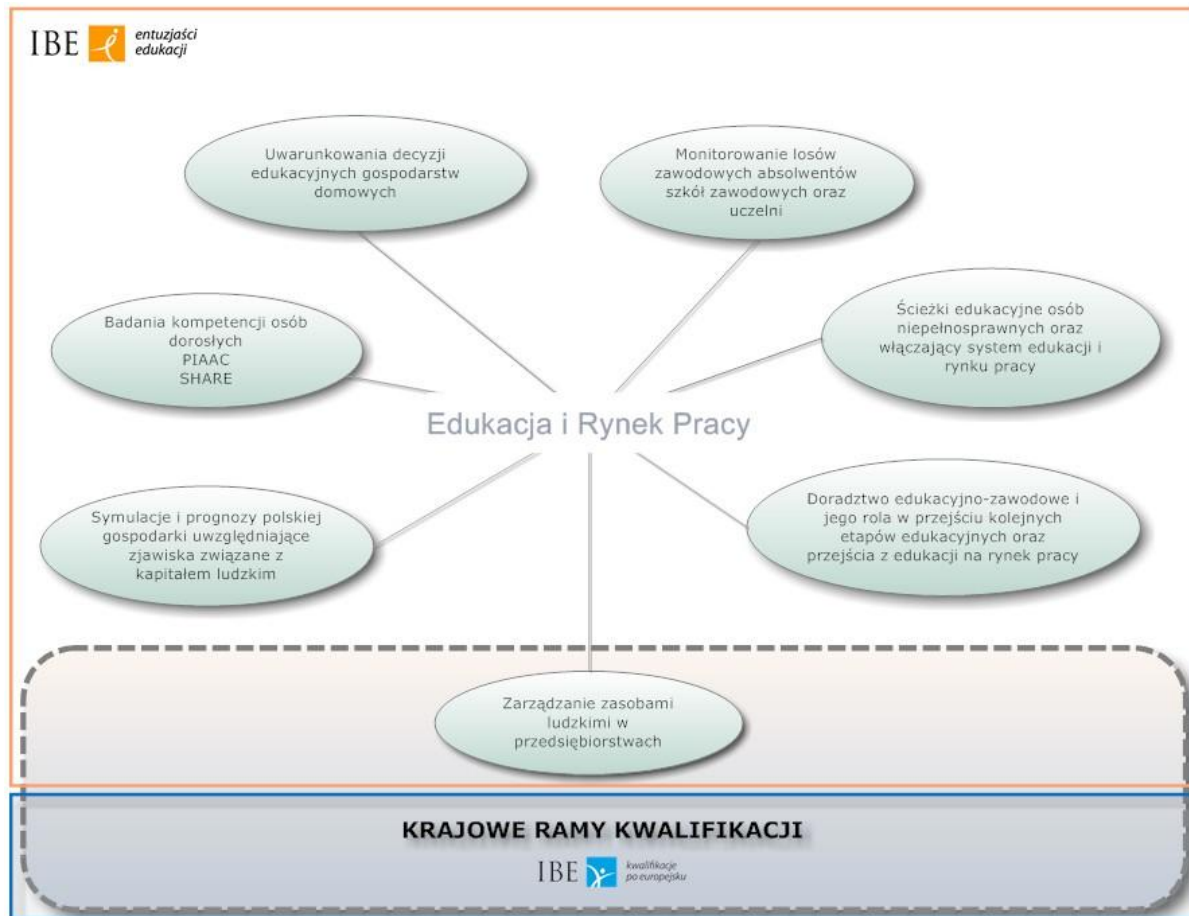 IBE entuzjaści
edukacji
Uwarunkowania decyzji
edukacyjnych gospodarstw
domowych
Monitorowanie losów
zawodowych absolwentów
szkół zawodowych oraz
uczelni
Badania kompetencji osób
dorosłych
PIAAC
SHARE
Ścieżki edukacyjne osób
niepełnosprawnych oraz
włączający system edukacji i
rynku pracy
Edukacja i Rynek Pracy
Symulacje i prognozy polskiej
gospodarki uwzględniające
zjawiska związane z
kapitałem ludzkim
Doradztwo edukacyjno-zawodowe i
jego rola w przejściu kolejnych
etapów edukacyjnych oraz
przejścia z edukacji na rynek pracy
Zarządzanie zasobami
ludzkimi w
przedsiębiorstwach
KRAJOWE RAMY KWALIFIKACJI
IBE kwalifikacje
po europejsku